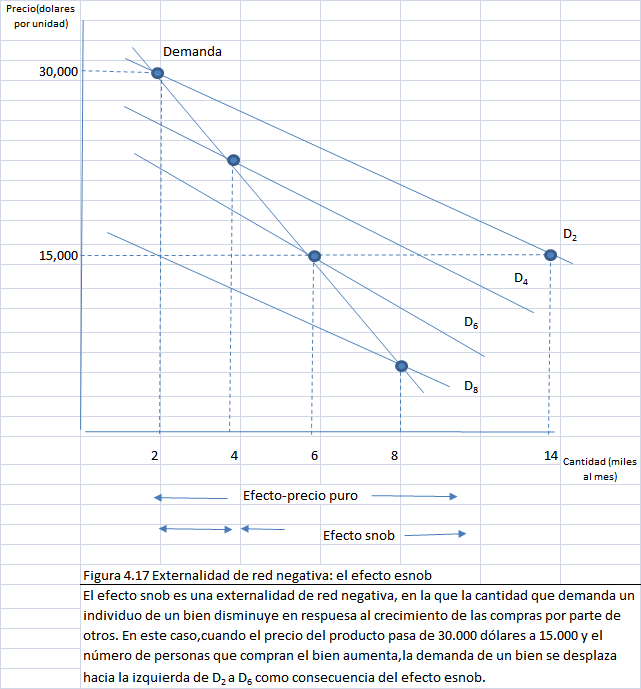 Precio(dolares
por unidad)
Demanda
30,000
15,000
D2
D4
D6
D8
2 4 6 8 14
Cantidad (miles
al mes)
Efecto-precio puro
Efecto snob
Figura 4.17 Externalidad de red negativa: el efecto esnob
El efecto snob es una externalidad de red negativa, en la que la cantidad que demanda un
individuo de un bien disminuye en respuesa al crecimiento de las compras por parte de
otros. En este caso,cuando el precio del producto pasa de 30.000 dólares a 15.000 y el
número de personas que compran el bien aumenta,la demanda de un bien se desplaza
hacia la izquierda de D2 a D6 como consecuencia del efecto esnob.